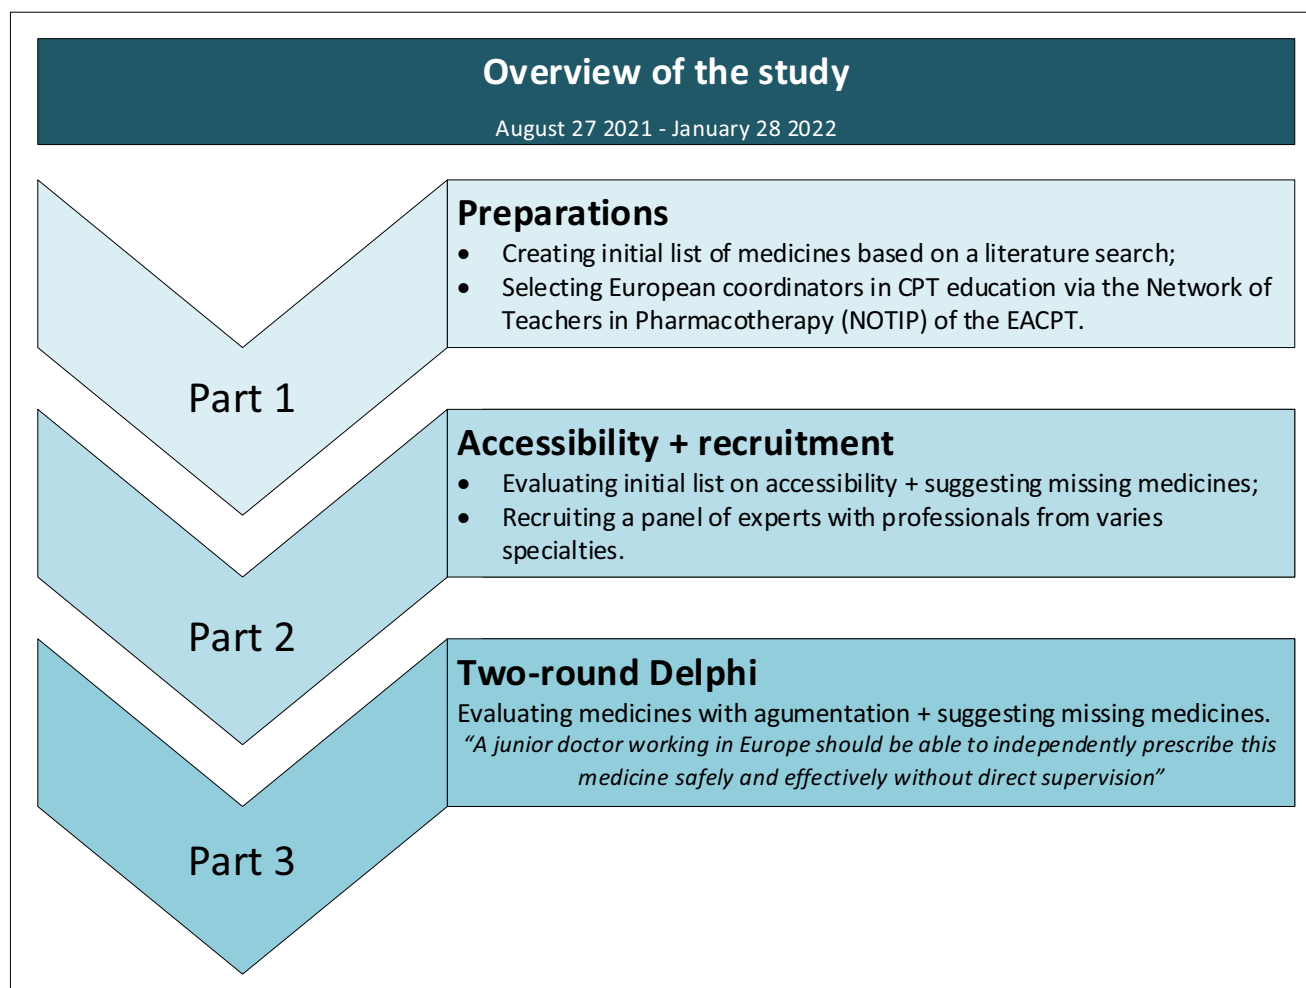 Overview of the study
August 27 2021 - January 28 2022
Preparations
• Creating initial list of medicines based on a literature search;
• Selecting European coordinators in CPT education via the Network of
Teachers in Pharmacotherapy (NOTIP) of the EACPT.
Part 1
Accessibility + recruitment
• Evaluating initial list on accessibility + suggesting missing medicines;
• Recruiting a panel of experts with professionals from varies
specialties.
Part 2
Two-round Delphi
Evaluating medicines with agumentation + suggesting missing medicines.
“A junior doctor working in Europe should be able to independently prescribe this
medicine safely and effectively without direct supervision”
Part 3